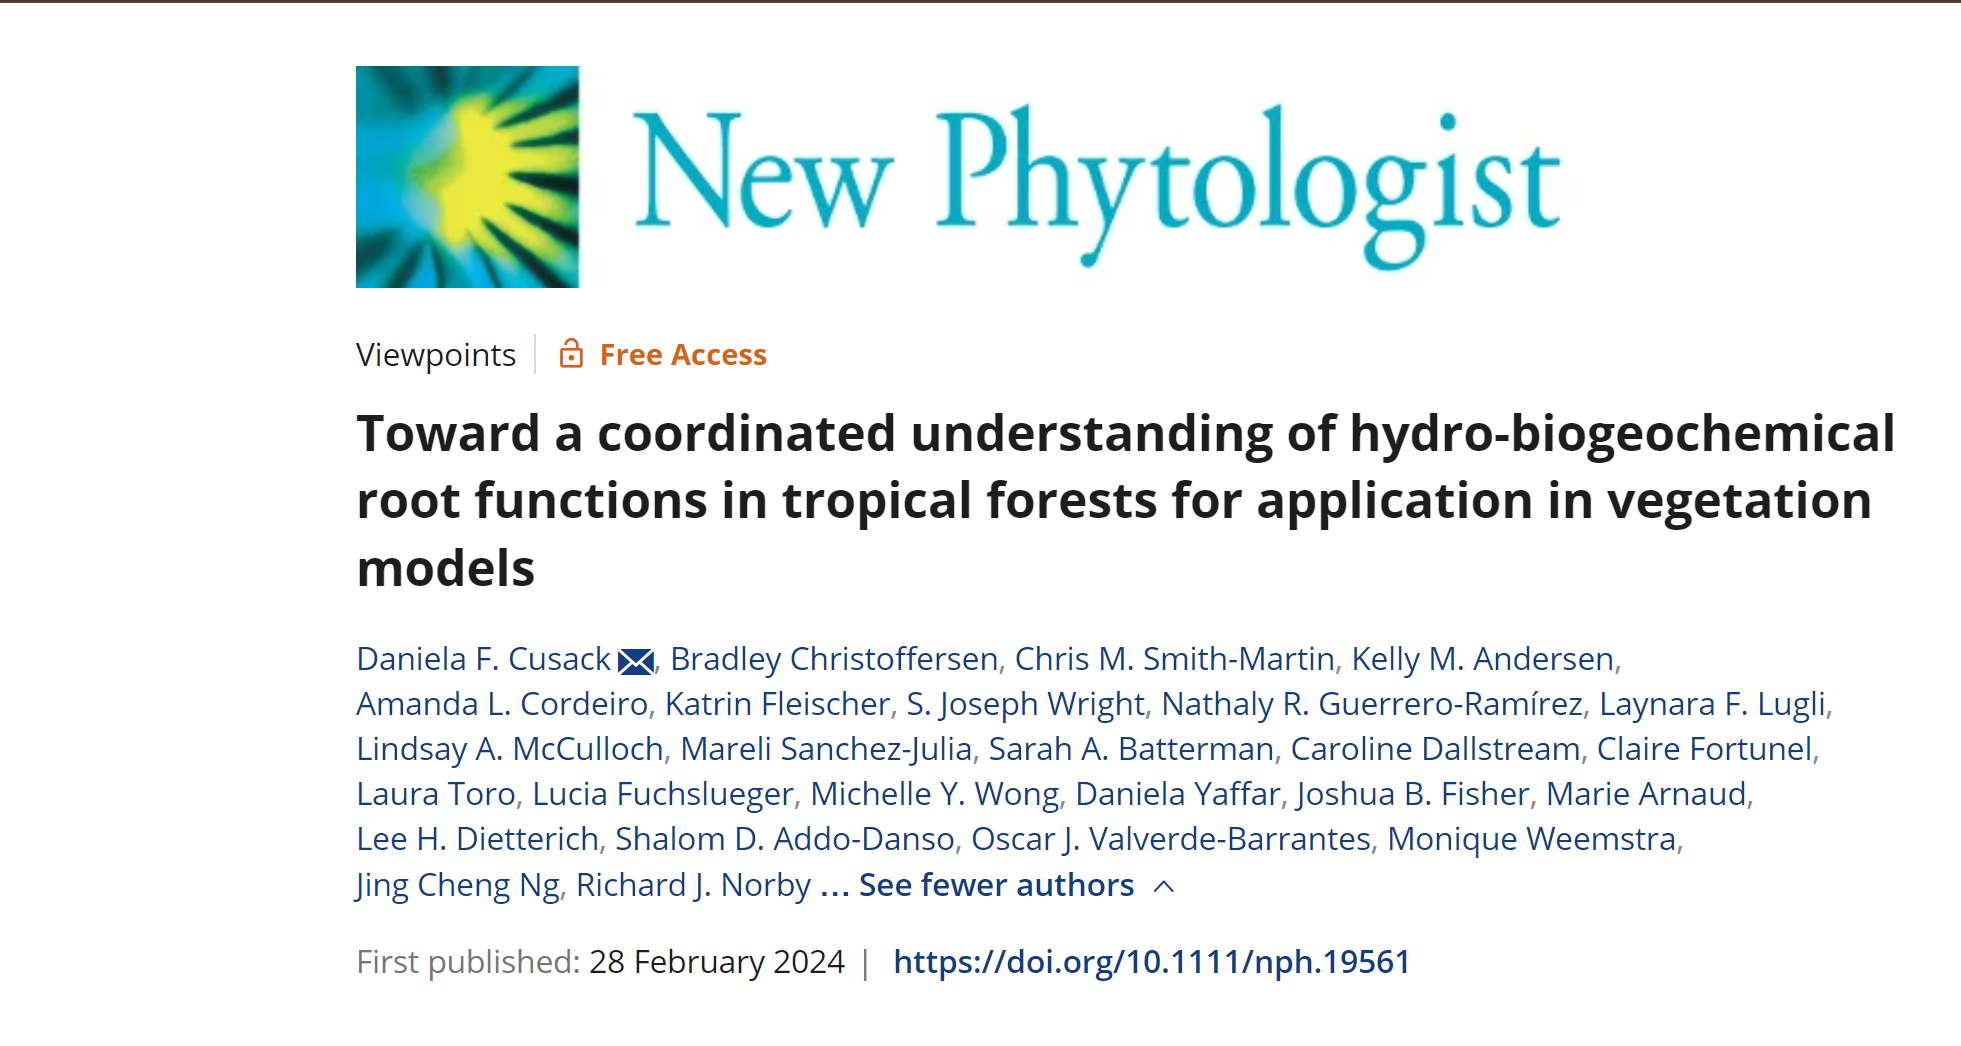 New Phytologist
Viewpoints | Free Access
Toward a coordinated understanding of hydro-biogeochemical
root functions in tropical forests for application in vegetation
models
Daniela F. Cusack, Bradley Christoffersen, Chris M. Smith-Martin, Kelly M. Andersen,
Amanda L. Cordeiro, Katrin Fleischer, S. Joseph Wright, Nathaly R. Guerrero-Ramírez, Laynara F. Lugli,
Lindsay A. McCulloch, Mareli Sanchez-Julia, Sarah A. Batterman, Caroline Dallstream, Claire Fortunel,
Laura Toro, Lucia Fuchslueger, Michelle Y. Wong, Daniela Yaffar, Joshua B. Fisher, Marie Arnaud,
Lee H. Dietterich, Shalom D. Addo-Danso, Oscar J. Valverde-Barrantes, Monique Weemstra,
Jing Cheng Ng, Richard J. Norby ... See fewer authors
First published: 28 February 2024 | https://doi.org/10.1111/nph.19561